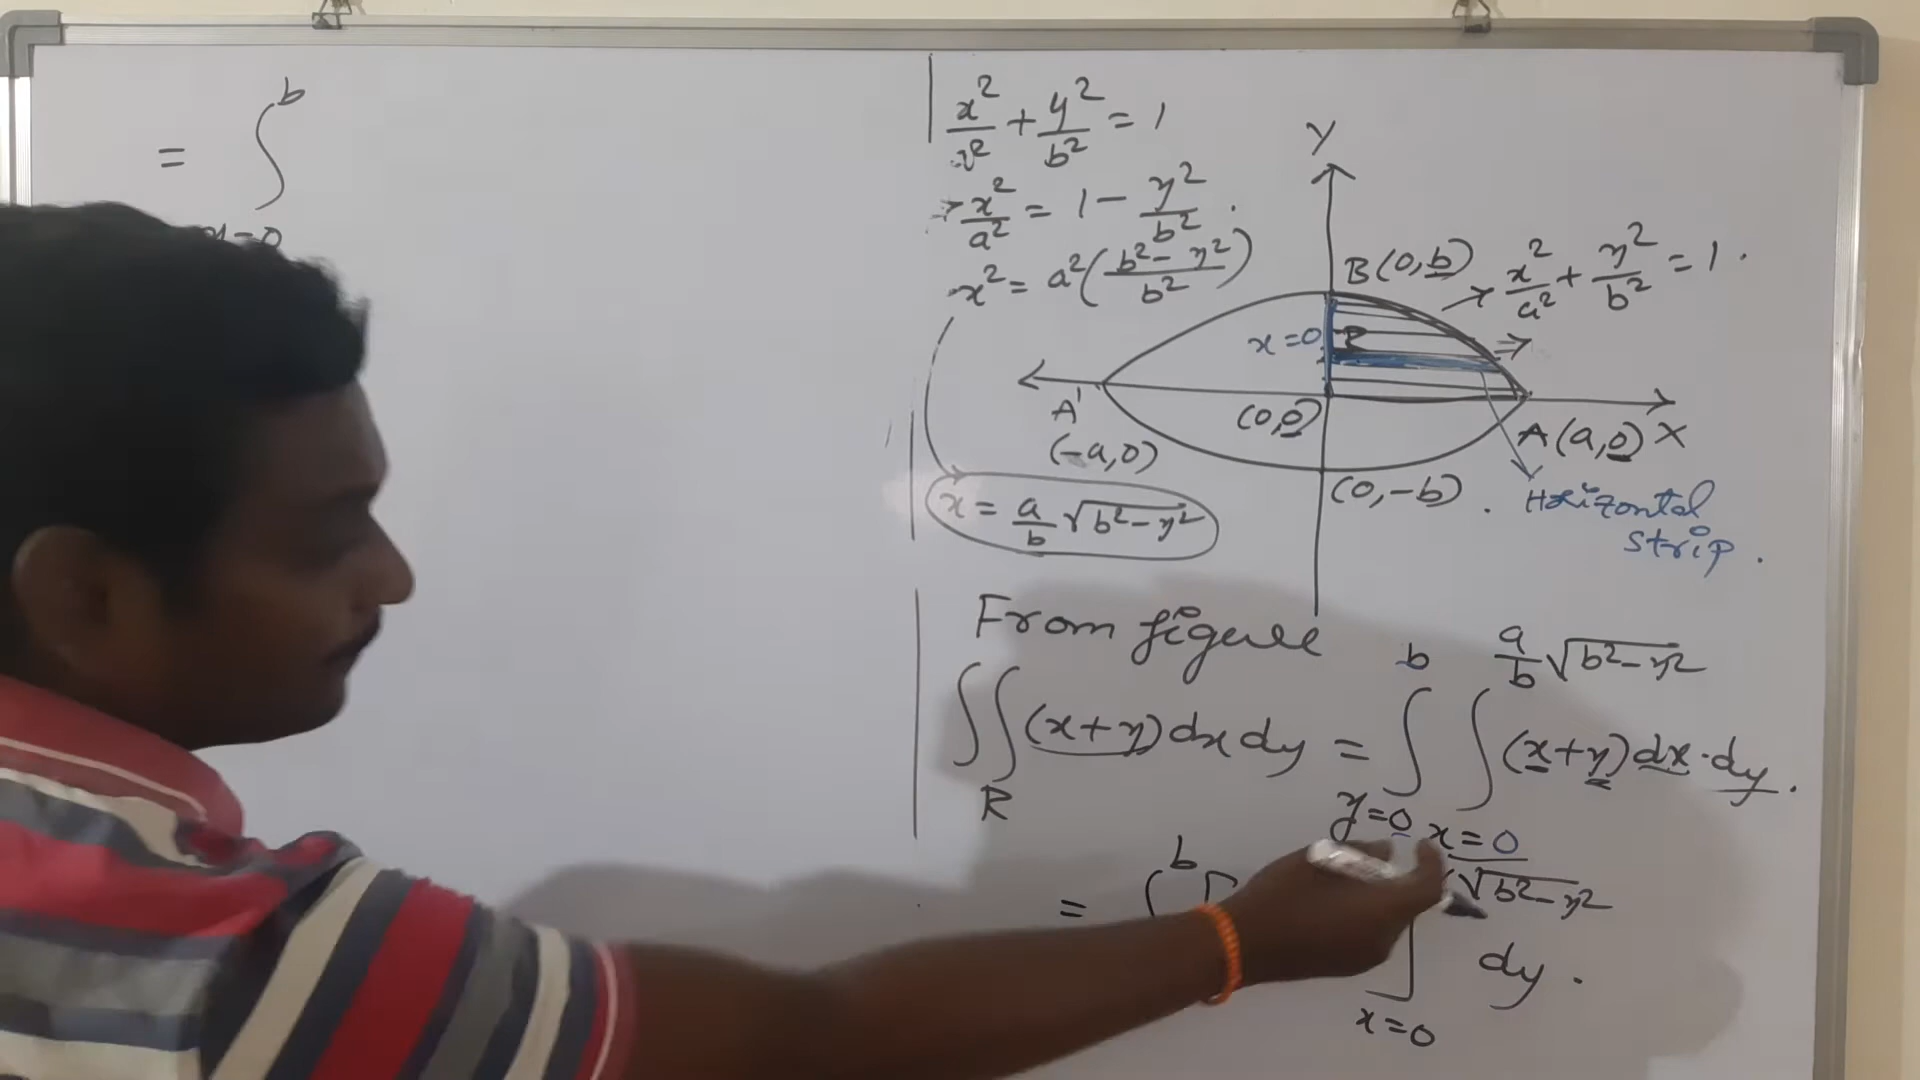 = ∫ b
=0
x²/a² + y²/b² = 1
x²/a² = 1 - y²/b² .
x² = a²((b² - y²)/b²)
x = a/b √(b²-y²)
Y
B(0,b)
x²/a² + y²/b² = 1 .
x=0
R
A'
(-a,0)
(0,0)
A(a,0) X
(0,-b) .
Horizontal
strip .
From figure
∫∫ (x+y)dx dy = ∫ ∫ (x+y)dx·dy .
R
b
a/b √(b²-y²)
y=0 x=0
b
√(b²-y²)
= ∫ [
dy .
x=0